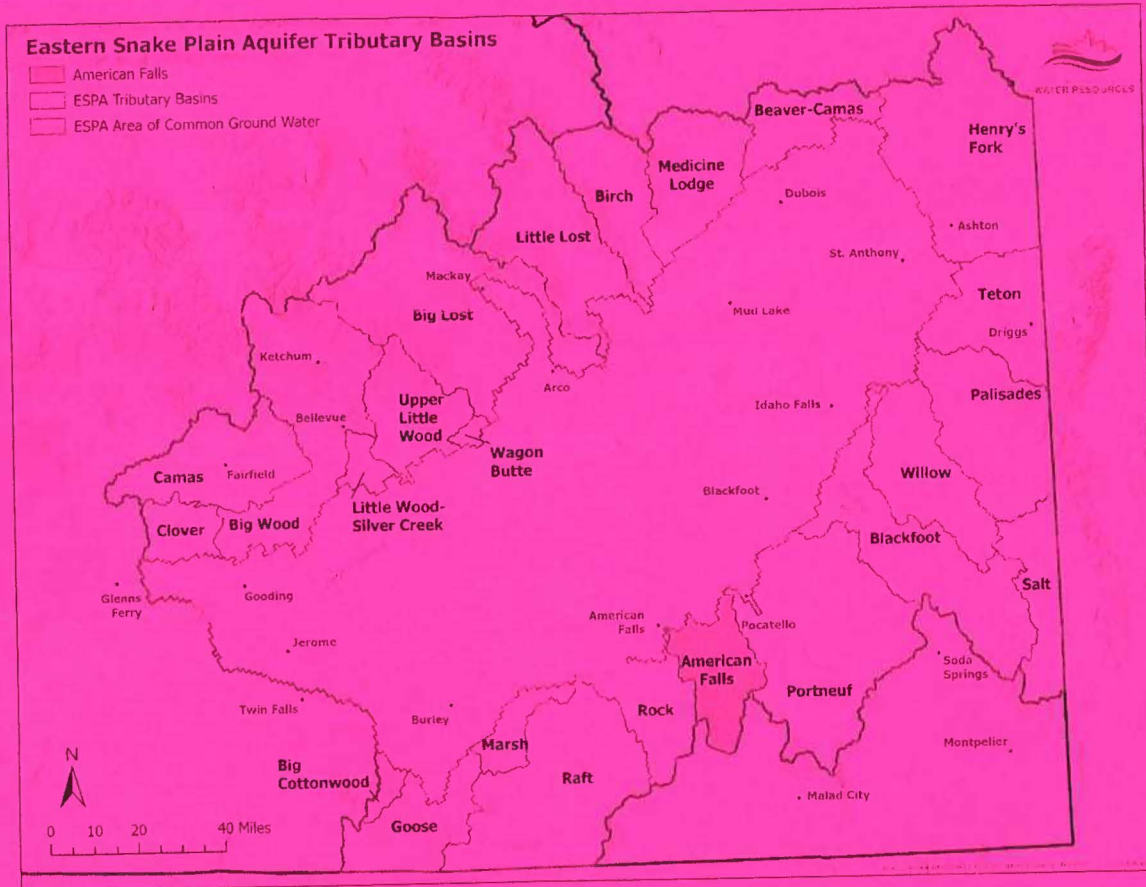 Eastern Snake Plain Aquifer Tributary Basins
American Falls
ESPA Tributary Basins
ESPA Area of Common Ground Water
WATER RESOURCES
Beaver-Camas
Henry's
Fork
Medicine
Lodge
Birch
Dubois
Ashton
Little Lost
St. Anthony
Mackay
Teton
Big Lost
Mud Lake
Driggs
Ketchum
Arco
Palisades
Upper
Little
Wood
Idaho Falls
Bellevue
Wagon
Butte
Willow
Camas
Fairfield
Blackfoot
Little Wood-
Silver Creek
Clover
Big Wood
Blackfoot
Salt
Glenns
Ferry
Gooding
American
Falls
Pocatello
Jerome
American
Falls
Soda
Springs
Portneuf
Twin Falls
Burley
Rock
Marsh
Montpelier
N
Big
Cottonwood
Raft
Malad City
Goose
0 10 20 40 Miles